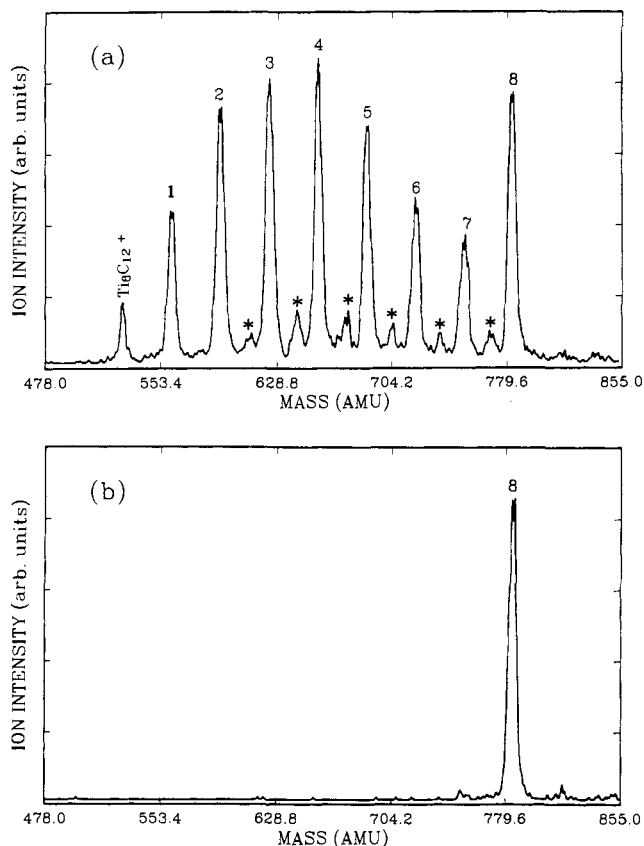 (a)
ION INTENSITY (arb. units)
Ti8C12 +
1
2
3
4
5
6
7
8
* * * * * *
478.0 553.4 628.8 704.2 779.6 855.0
MASS (AMU)
(b)
ION INTENSITY (arb. units)
8
478.0 553.4 628.8 704.2 779.6 855.0
MASS (AMU)